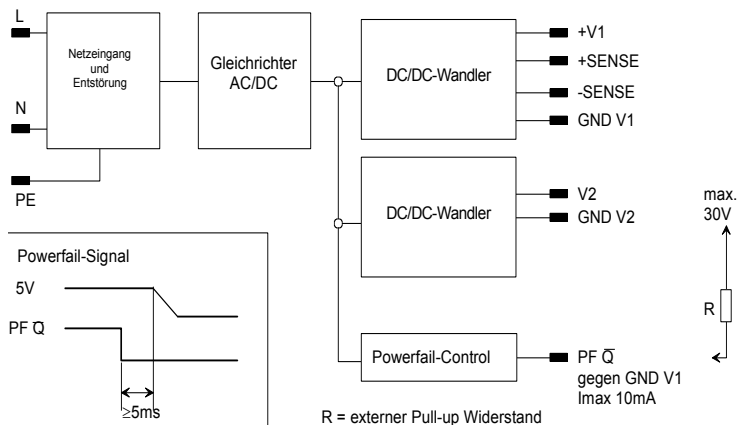 L
N
PE
Netzeingang
und
Entstörung
Gleichrichter
AC/DC
DC/DC-Wandler
+V1
+SENSE
-SENSE
GND V1
DC/DC-Wandler
V2
GND V2
max.
30V
R
Powerfail-Control
PF Q̅
gegen GND V1
Imax 10mA
R = externer Pull-up Widerstand
Powerfail-Signal
5V
PF Q̅
≥5ms